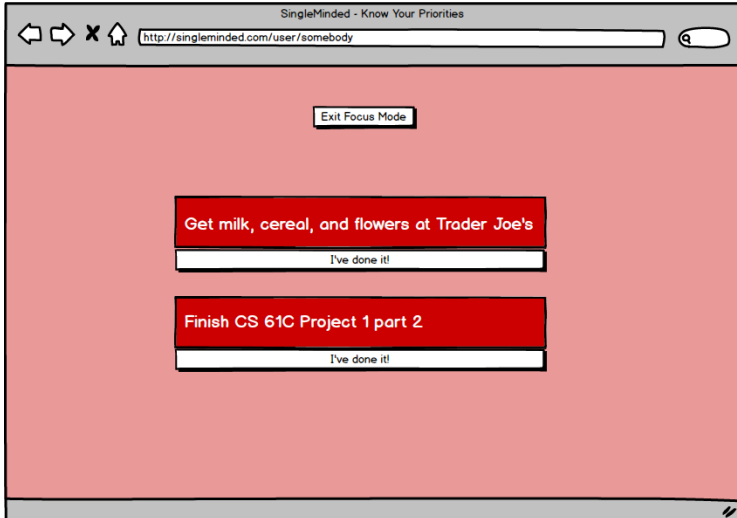 SingleMinded - Know Your Priorities
http://singleminded.com/user/somebody
Exit Focus Mode
Get milk, cereal, and flowers at Trader Joe's
I've done it!
Finish CS 61C Project 1 part 2
I've done it!